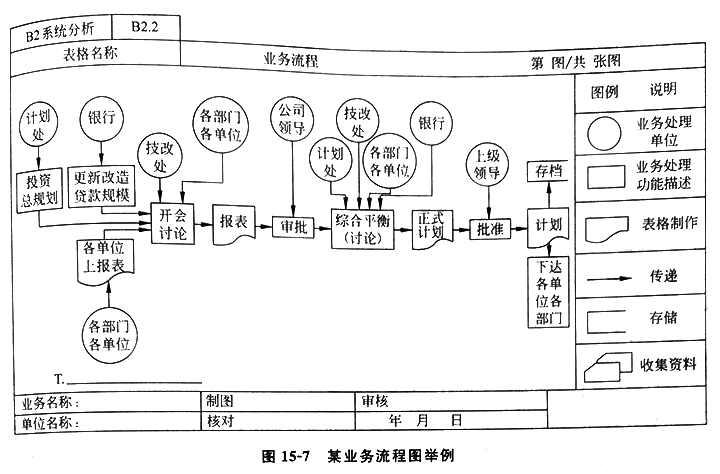 B2系统分析
B2.2
表格名称
业务流程
第 图/共 张图
图例
说明
计划
处
银行
技改
处
各部门
各单位
公司
领导
技改
处
计划
处
各部门
各单位
银行
上级
领导
存档
投资
总规划
更新改造
贷款规模
开会
讨论
报表
审批
综合平衡
(讨论)
正式
计划
批准
计划
各单位
上报表
各部门
各单位
下达
各单
位各
部门
业务处理
单位
业务处理
功能描述
表格制作
传递
存储
收集资料
T.
业务名称:
制图
审核
单位名称:
核对
年 月 日
图 15-7 某业务流程图举例